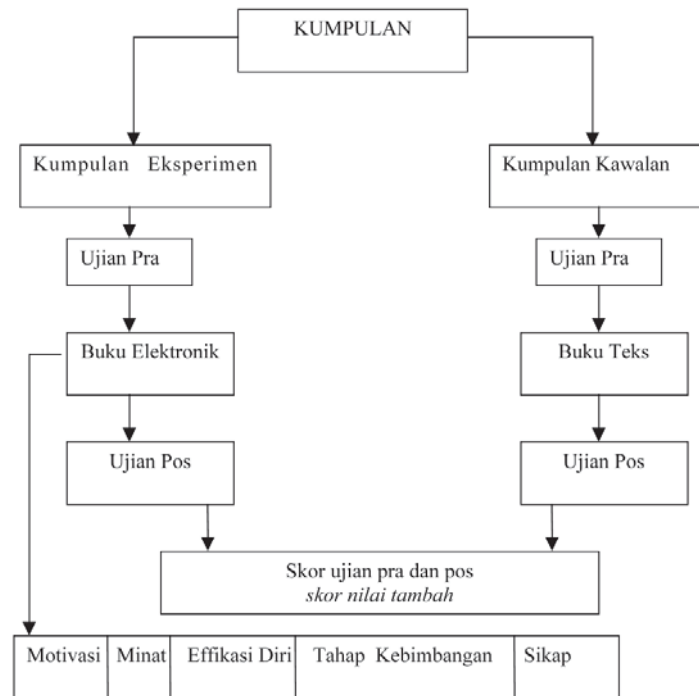 KUMPULAN
Kumpulan Eksperimen
Kumpulan Kawalan
Ujian Pra
Ujian Pra
Buku Elektronik
Buku Teks
Ujian Pos
Ujian Pos
Skor ujian pra dan pos
skor nilai tambah
Motivasi Minat Effikasi Diri Tahap Kebimbangan Sikap